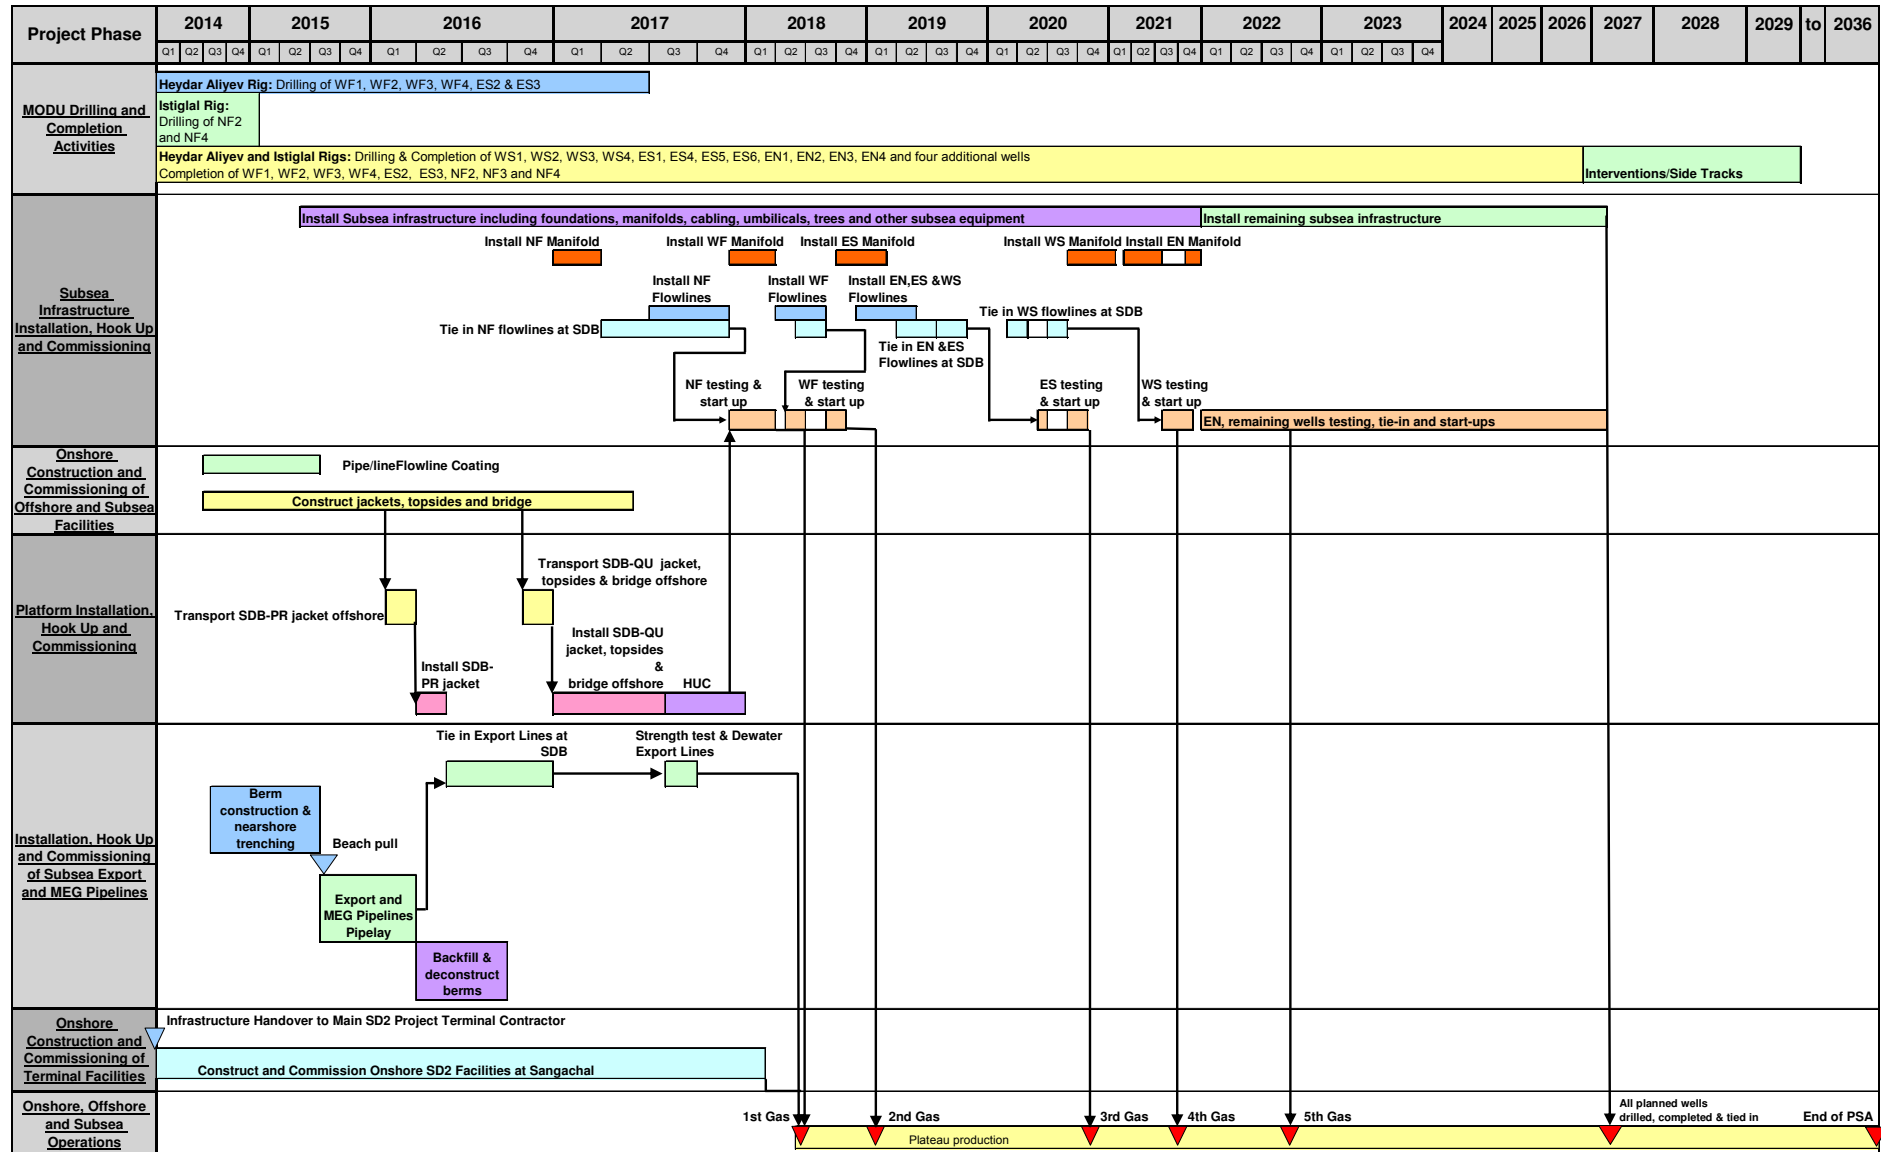 Project Phase
2014 2015 2016 2017 2018 2019 2020 2021 2022 2023 2024 2025 2026 2027 2028 2029 to 2036
Q1 Q2 Q3 Q4 Q1 Q2 Q3 Q4 Q1 Q2 Q3 Q4 Q1 Q2 Q3 Q4 Q1 Q2 Q3 Q4 Q1 Q2 Q3 Q4 Q1 Q2 Q3 Q4 Q1 Q2 Q3 Q4 Q1 Q2 Q3 Q4 Q1 Q2 Q3 Q4
MODU Drilling and
Completion
Activities
Heydar Aliyev Rig: Drilling of WF1, WF2, WF3, WF4, ES2 & ES3
Istiglal Rig:
Drilling of NF2
and NF4
Heydar Aliyev and Istiglal Rigs: Drilling & Completion of WS1, WS2, WS3, WS4, ES1, ES4, ES5, ES6, EN1, EN2, EN3, EN4 and four additional wells
Completion of WF1, WF2, WF3, WF4, ES2, ES3, NF2, NF3 and NF4
Interventions/Side Tracks
Subsea
Infrastructure
Installation, Hook Up
and Commissioning
Install Subsea infrastructure including foundations, manifolds, cabling, umbilicals, trees and other subsea equipment
Install remaining subsea infrastructure
Install NF Manifold
Install WF Manifold
Install ES Manifold
Install WS Manifold
Install EN Manifold
Install NF
Flowlines
Install WF
Flowlines
Install EN,ES &WS
Flowlines
Tie in NF flowlines at SDB
Tie in WS flowlines at SDB
Tie in EN &ES
Flowlines at SDB
NF testing &
start up
WF testing
& start up
ES testing
& start up
WS testing
& start up
EN, remaining wells testing, tie-in and start-ups
Onshore
Construction and
Commissioning of
Offshore and Subsea
Facilities
Pipe/lineFlowline Coating
Construct jackets, topsides and bridge
Platform Installation,
Hook Up and
Commissioning
Transport SDB-QU jacket,
topsides & bridge offshore
Transport SDB-PR jacket offshore
Install SDB-
PR jacket
Install SDB-QU
jacket, topsides
&
bridge offshore
HUC
Installation, Hook Up
and Commissioning
of Subsea Export
and MEG Pipelines
Tie in Export Lines at
SDB
Strength test & Dewater
Export Lines
Berm
construction &
nearshore
trenching
Beach pull
Export and
MEG Pipelines
Pipelay
Backfill &
deconstruct
berms
Onshore
Construction and
Commissioning of
Terminal Facilities
Infrastructure Handover to Main SD2 Project Terminal Contractor
Construct and Commission Onshore SD2 Facilities at Sangachal
Onshore, Offshore
and Subsea
Operations
1st Gas
2nd Gas
3rd Gas
4th Gas
5th Gas
All planned wells
drilled, completed & tied in
End of PSA
Plateau production